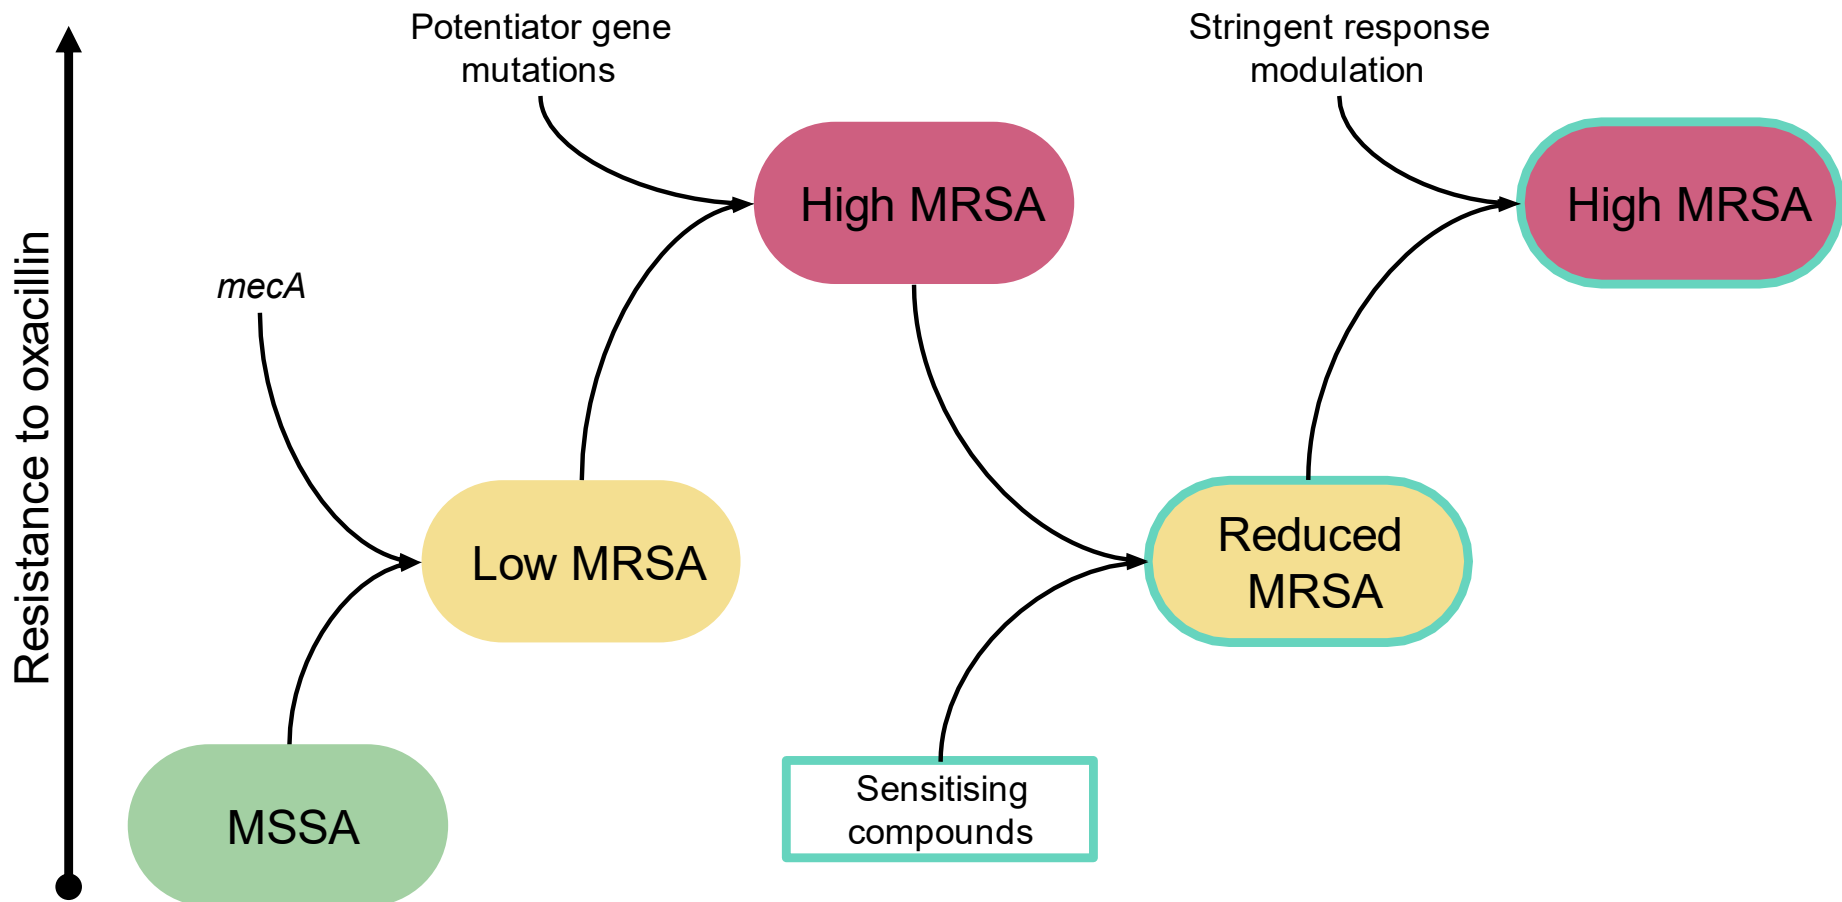 Potentiator gene
mutations
Stringent response
modulation
High MRSA
High MRSA
Resistance to oxacillin
mecA
Low MRSA
Reduced
MRSA
MSSA
Sensitising
compounds